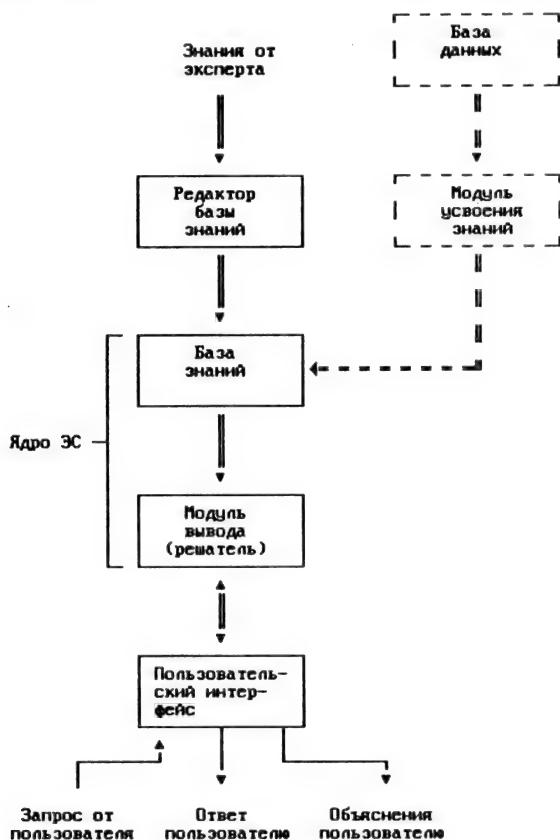 База
данных
Знания от
эксперта
Редактор
базы
знаний
Модуль
усвоения
знаний
База
знаний
Ядро ЭС
Модуль
вывода
(решатель)
Пользователь-
ский интер-
фейс
Запрос от
пользователя
Ответ
пользователю
Объяснения
пользователю